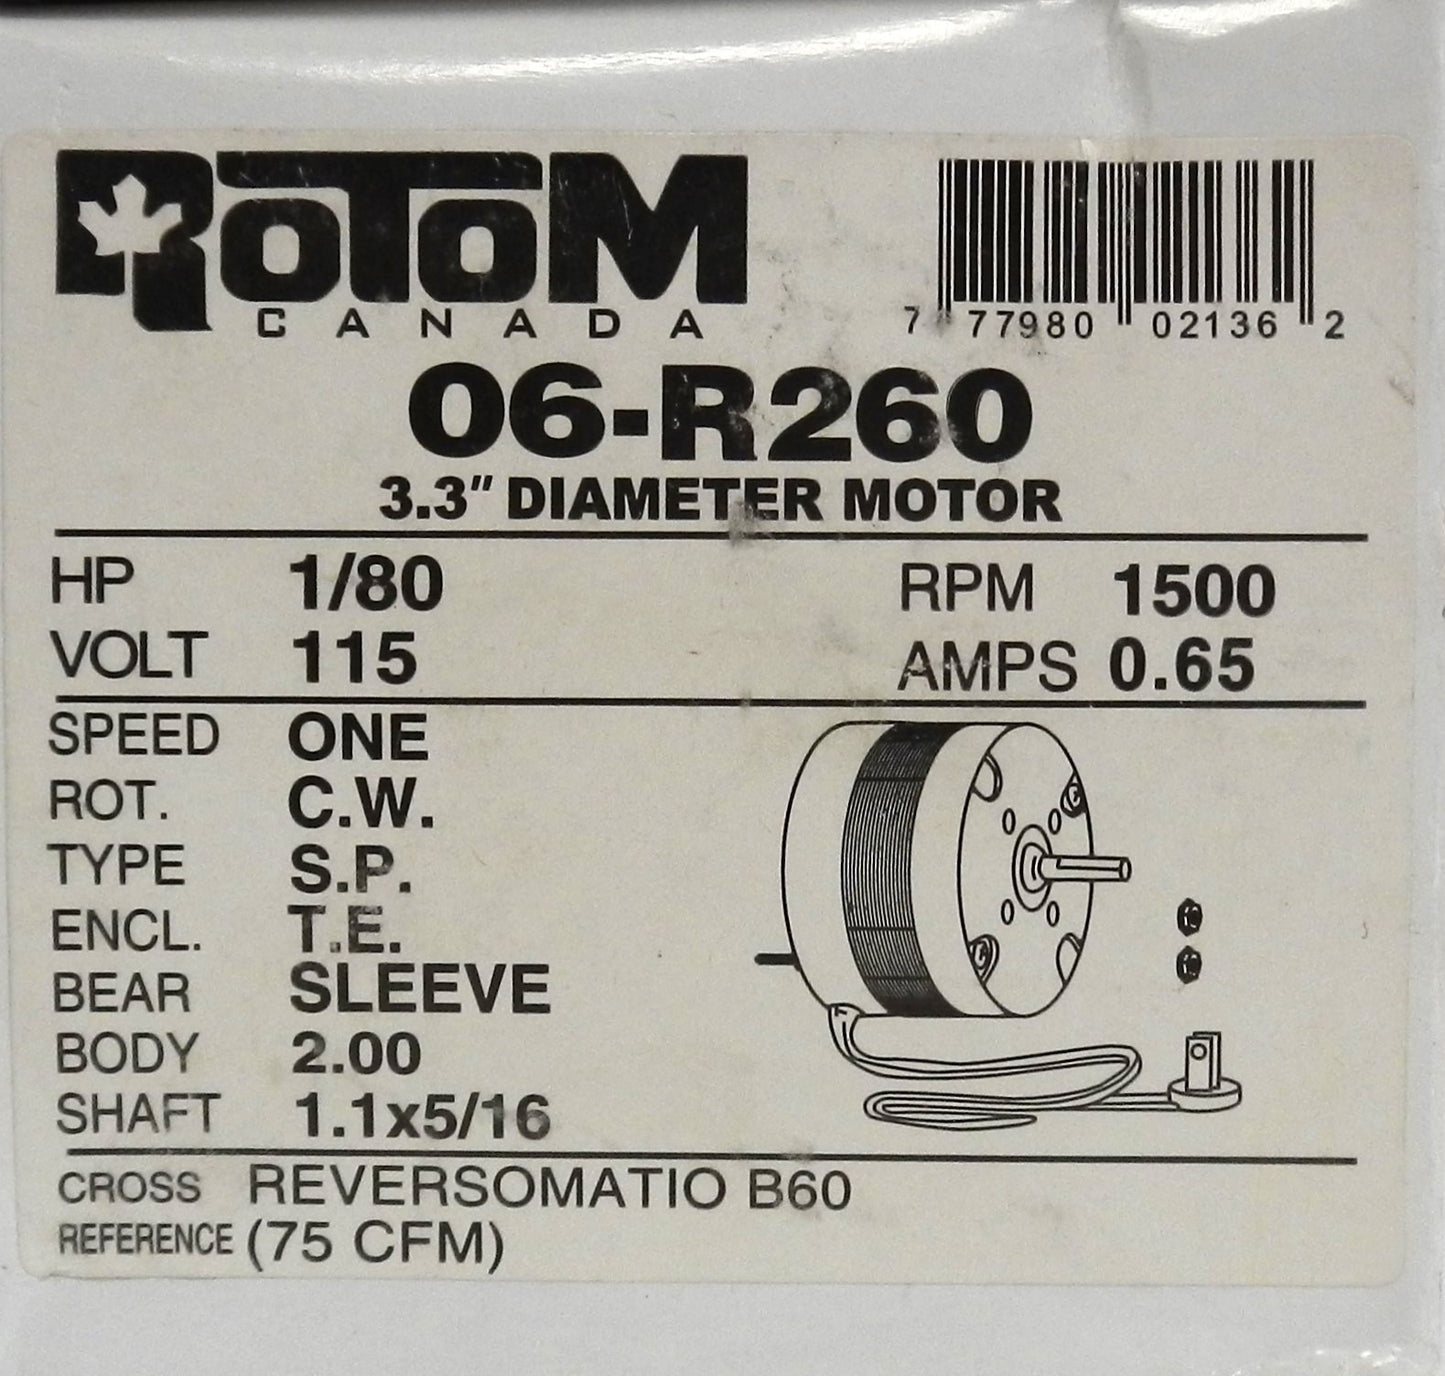 ROTOM
CANADA
7 77980 02136 2
06-R260
3.3" DIAMETER MOTOR
HP 1/80 RPM 1500
VOLT 115 AMPS 0.65
SPEED ONE
ROT. C.W.
TYPE S.P.
ENCL. T.E.
BEAR SLEEVE
BODY 2.00
SHAFT 1.1x5/16
CROSS REVERSOMATIO B60
REFERENCE (75 CFM)